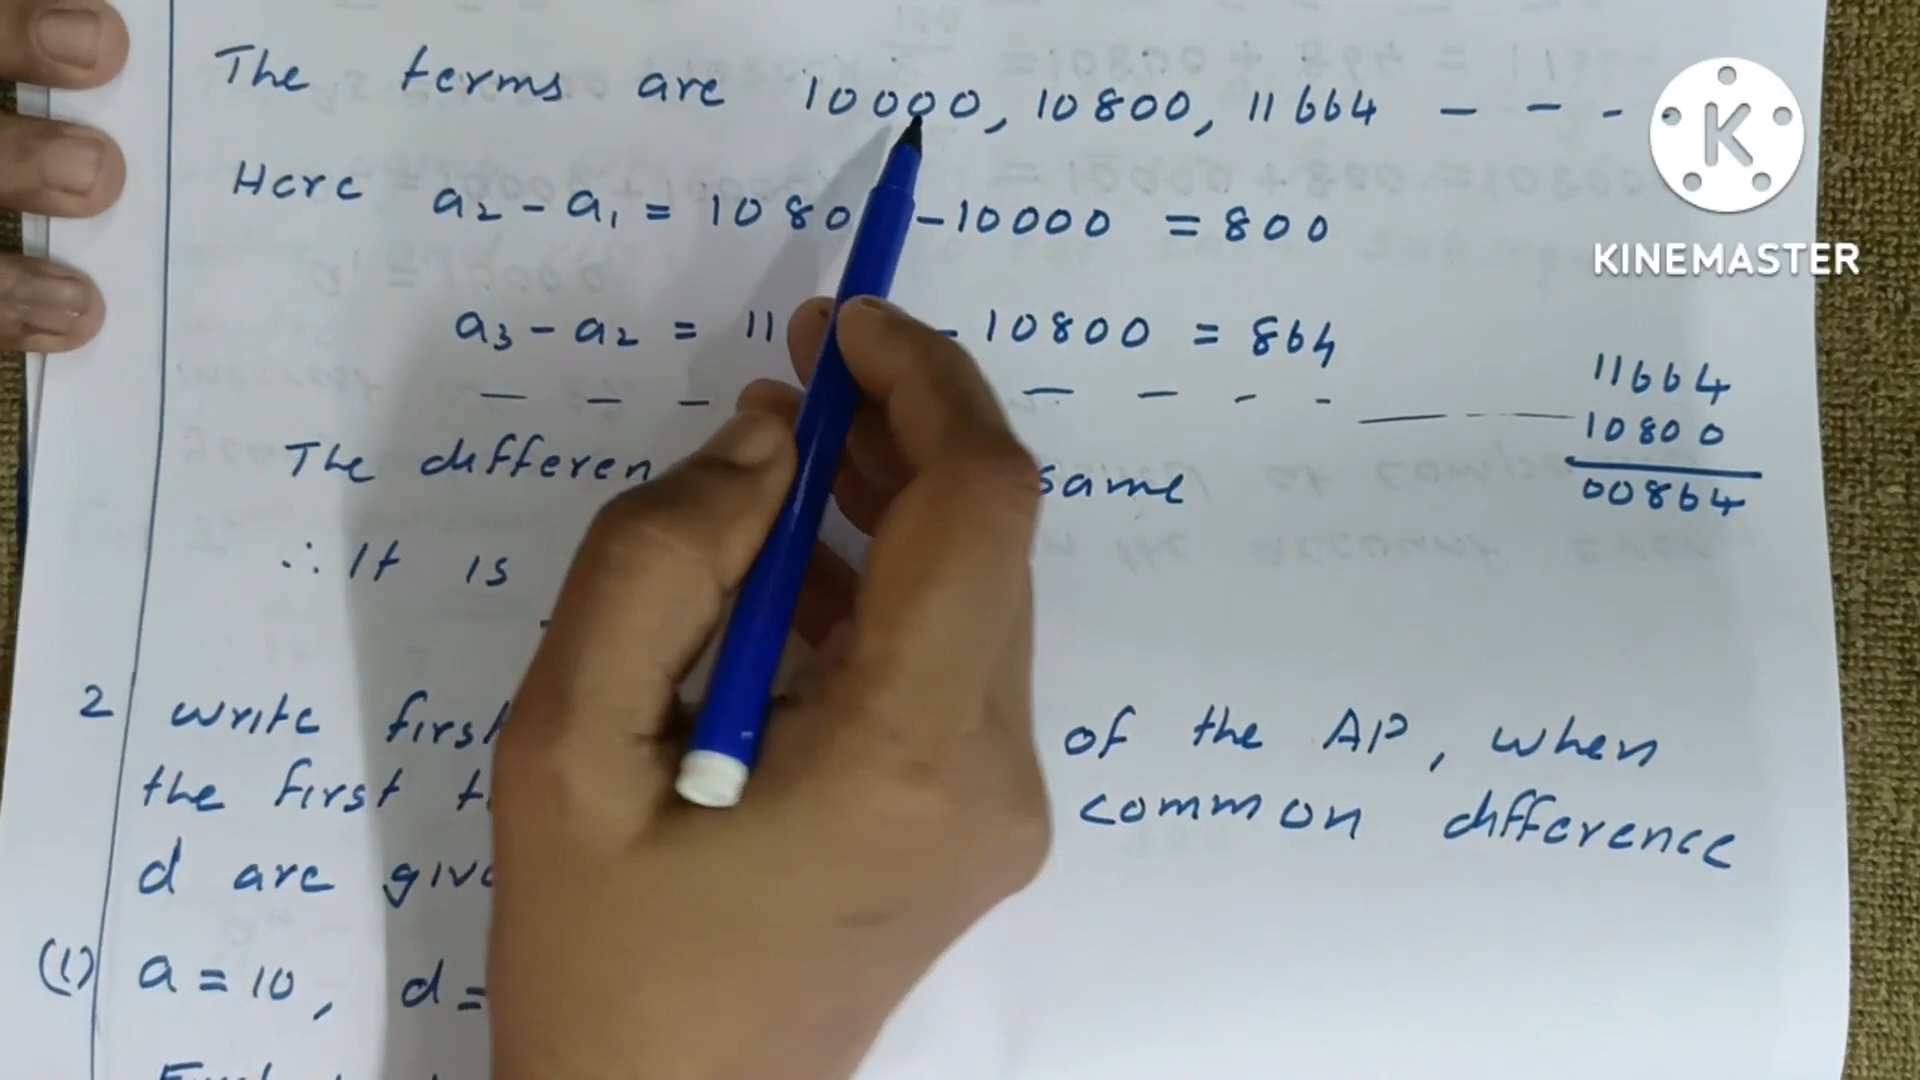 The terms are 10000, 10800, 11664 - - -
Here a2 - a1 = 1080 - 10000 = 800
a3 - a2 = 11 - 10800 = 864
- - - - - - -
11664
10800
00864
The differen same
∴ It is
2 write first of the AP, when
the first common difference
d are give
(1) a = 10, d =
K
KINEMASTER